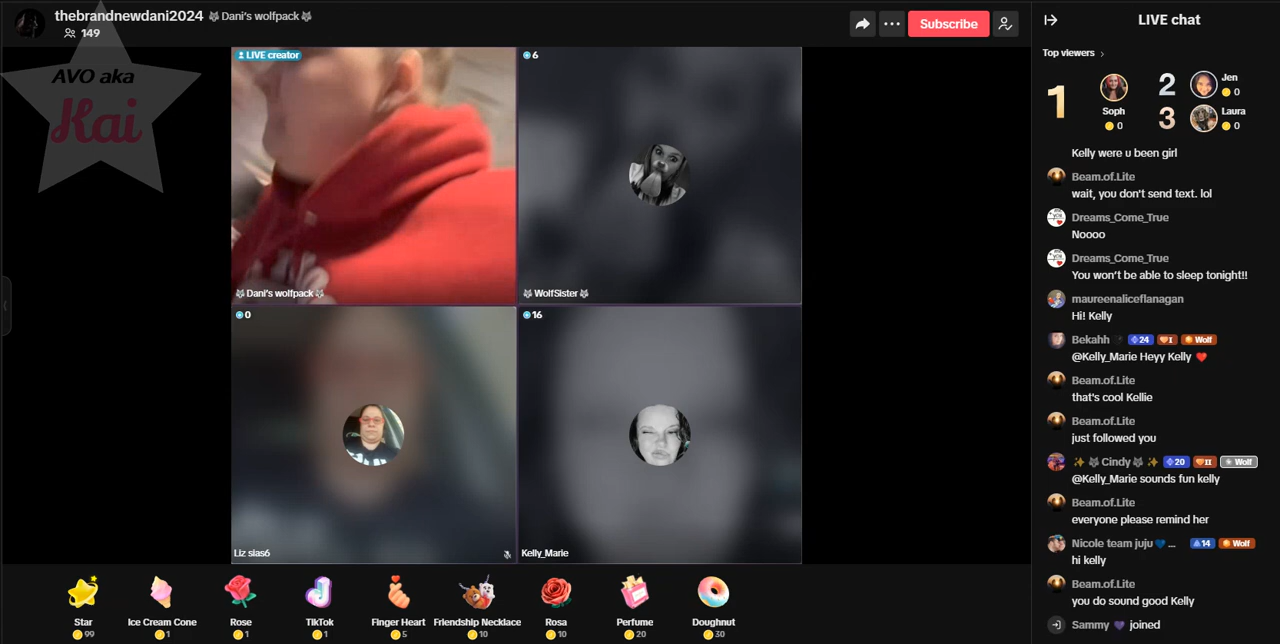 thebrandnewdani2024 🐺Dani's wolfpack🐺
149
Subscribe
AVO aka
Kai
LIVE creator
6
🐺Dani's wolfpack🐺
🐺WolfSister🐺
0
16
Liz slas6
Kelly_Marie
Star
99
Ice Cream Cone
1
Rose
1
TikTok
1
Finger Heart
5
Friendship Necklace
10
Rosa
10
Perfume
20
Doughnut
30
LIVE chat
Top viewers
1
Soph
0
2
Jen
0
3
Laura
0
Kelly were u been girl
Beam.of.Lite
wait, you don't send text. lol
Dreams_Come_True
Noooo
Dreams_Come_True
You won't be able to sleep tonight!!
maureenaliceflanagan
Hi! Kelly
Bekahh 24 I Wolf
@Kelly_Marie Heyy Kelly ❤️
Beam.of.Lite
that's cool Kellie
Beam.of.Lite
just followed you
✨🐺Cindy🐺✨ 20 II Wolf
@Kelly_Marie sounds fun kelly
Beam.of.Lite
everyone please remind her
Nicole team juju💙... 14 Wolf
hi kelly
Beam.of.Lite
you do sound good Kelly
Sammy 💜 joined